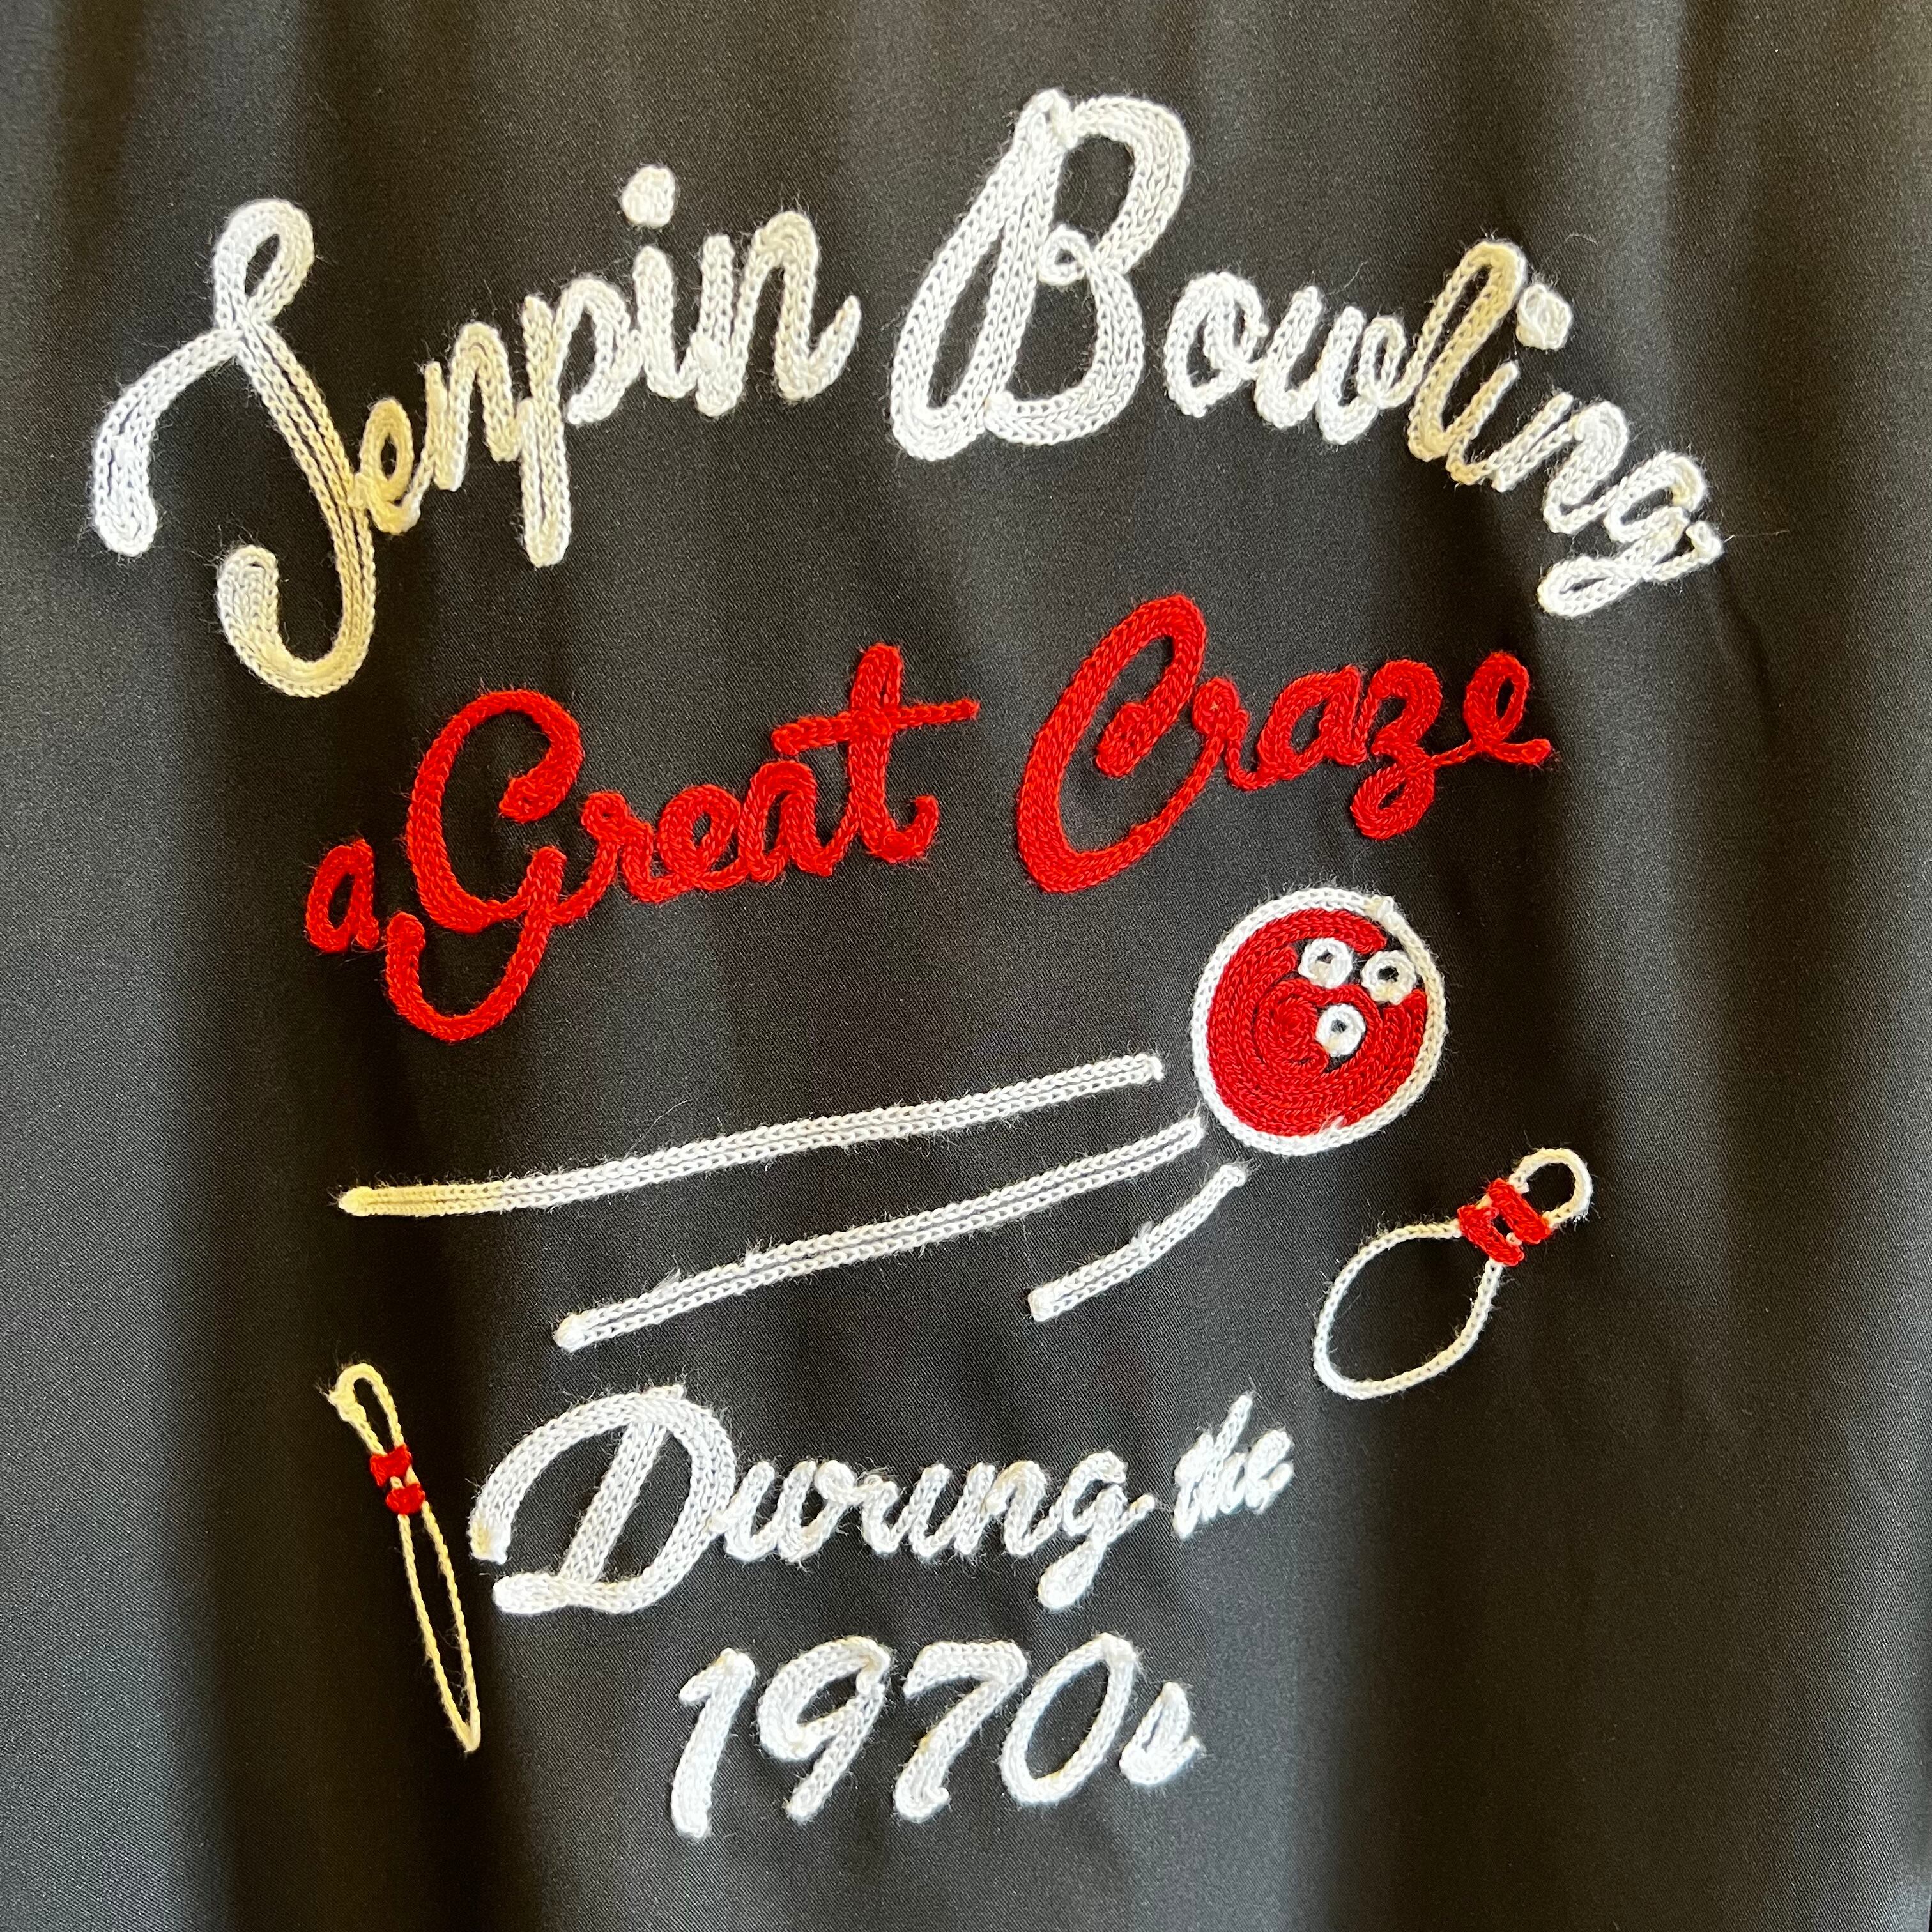 Tenpin Bowling
a Great Craze
During the
1970s